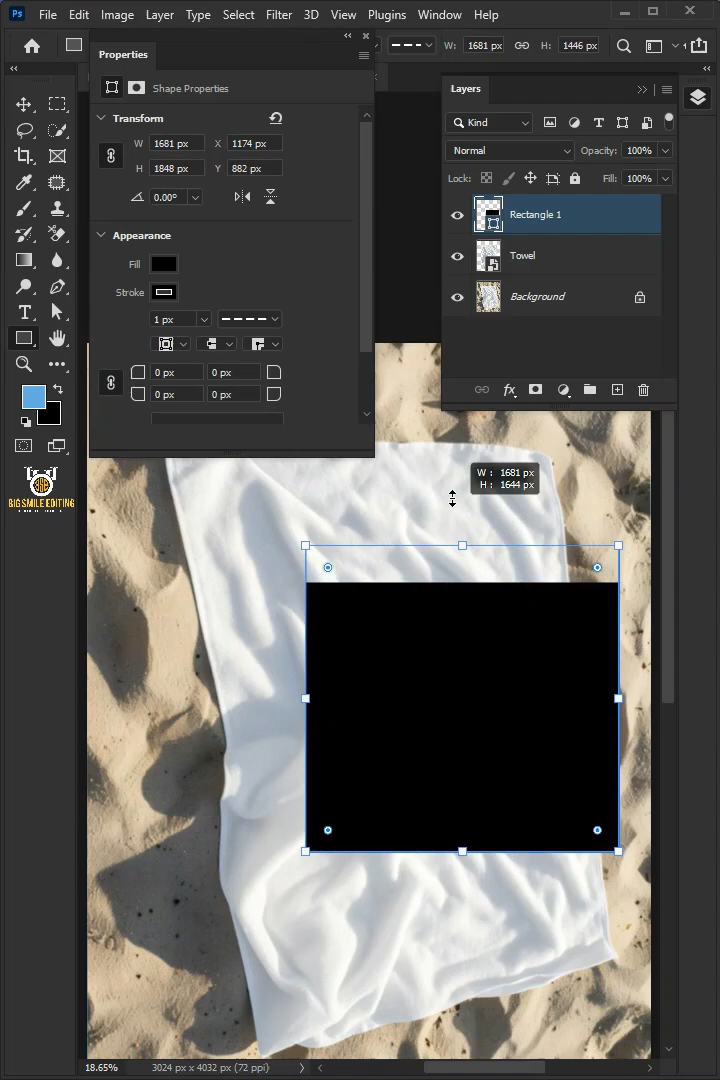 Ps File Edit Image Layer Type Select Filter 3D View Plugins Window Help
W: 1681 px H: 1446 px
Properties
Shape Properties
Transform
W 1681 px X 1174 px
H 1848 px Y 882 px
0.00°
Appearance
Fill
Stroke
1 px
0 px 0 px
0 px 0 px
Layers
Kind
Normal Opacity: 100%
Lock: Fill: 100%
Rectangle 1
Towel
Background
W : 1681 px
H : 1644 px
BIG SMILE EDITING
18.65% 3024 px x 4032 px (72 ppi)